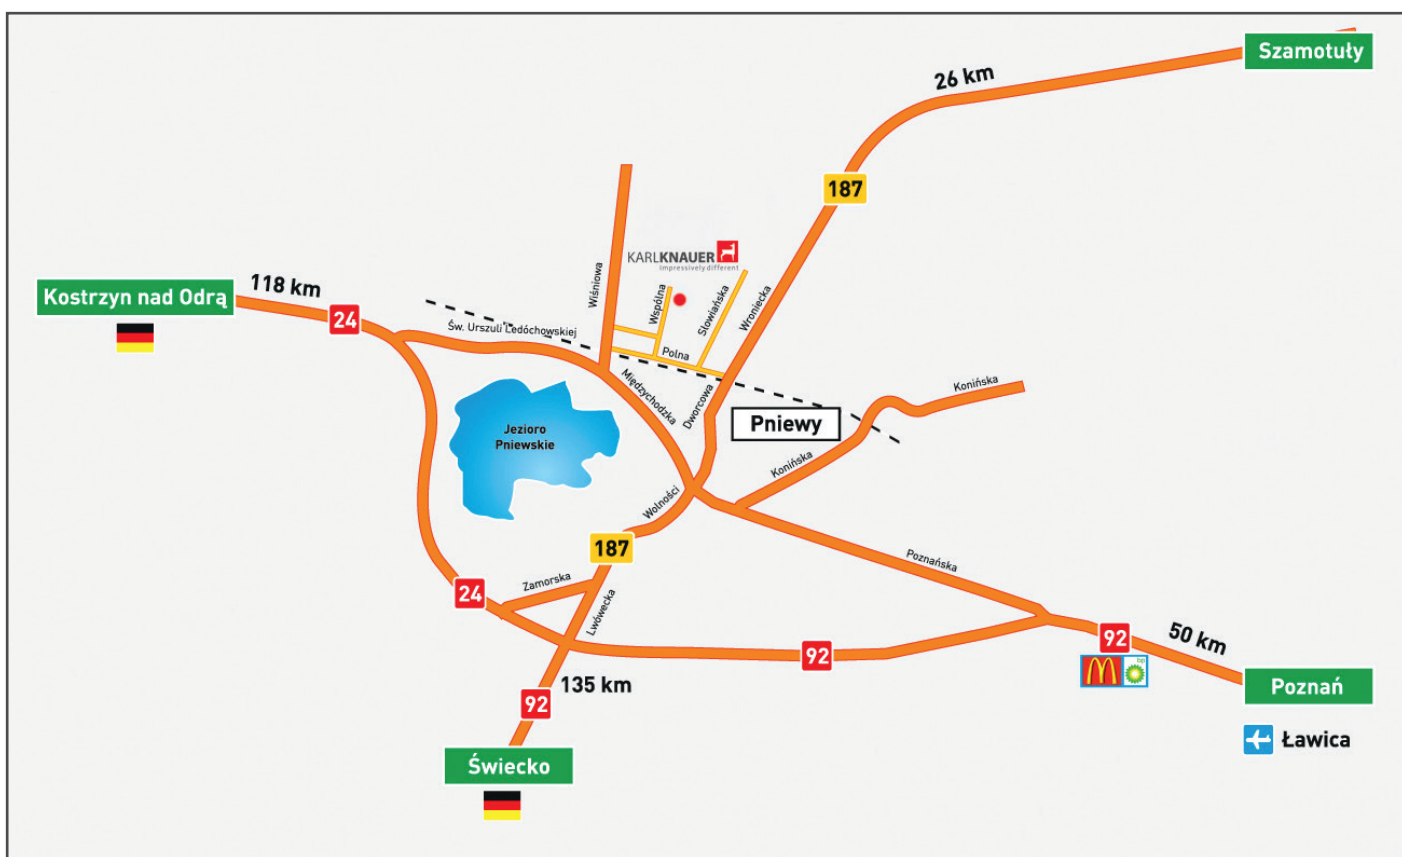 Szamotuły
26 km
187
KARLKNAUER
Impressively different
118 km
Kostrzyn nad Odrą
24
Wiśniowa
Wspólna
Słowiańska
Wroniecka
Św. Urszuli Ledóchowskiej
Polna
Międzychodzka
Dworcowa
Konińska
Pniewy
Jezioro
Pniewskie
Konińska
Wolności
187
Poznańska
Zamorska
24
Lwówecka
92
92
50 km
bp
135 km
92
Poznań
Ławica
Świecko